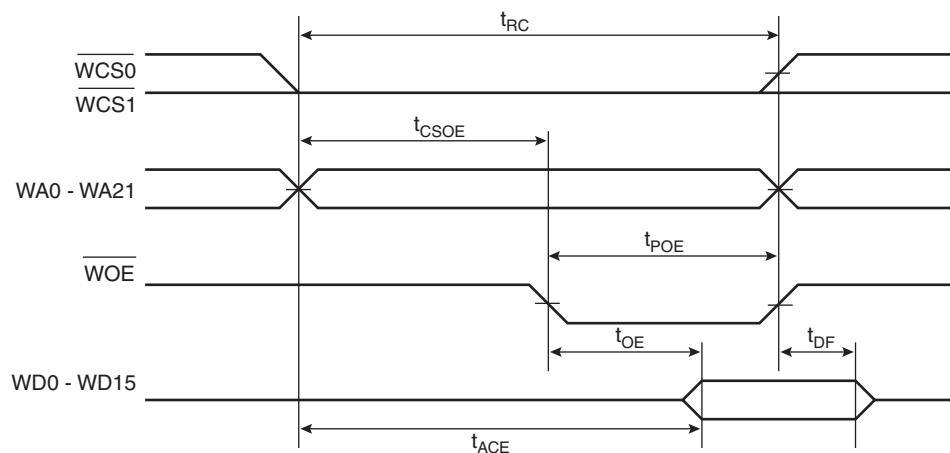 tRC
WCS0
WCS1
tCSOE
WA0 - WA21
tPOE
WOE
tOE
tDF
WD0 - WD15
tACE